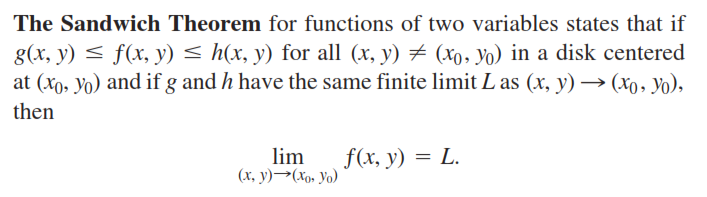 The Sandwich Theorem for functions of two variables states that if
g(x, y) ≤ f(x, y) ≤ h(x, y) for all (x, y) ≠ (x₀, y₀) in a disk centered
at (x₀, y₀) and if g and h have the same finite limit L as (x, y) → (x₀, y₀),
then
lim f(x, y) = L.
(x, y)→(x₀, y₀)